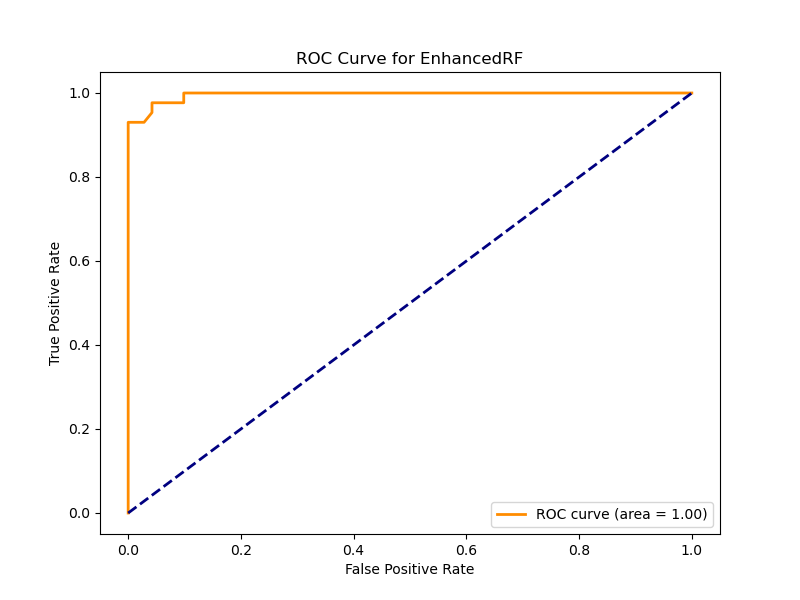 ROC Curve for EnhancedRF
True Positive Rate
1.0
0.8
0.6
0.4
0.2
0.0
ROC curve (area = 1.00)
0.0 0.2 0.4 0.6 0.8 1.0
False Positive Rate